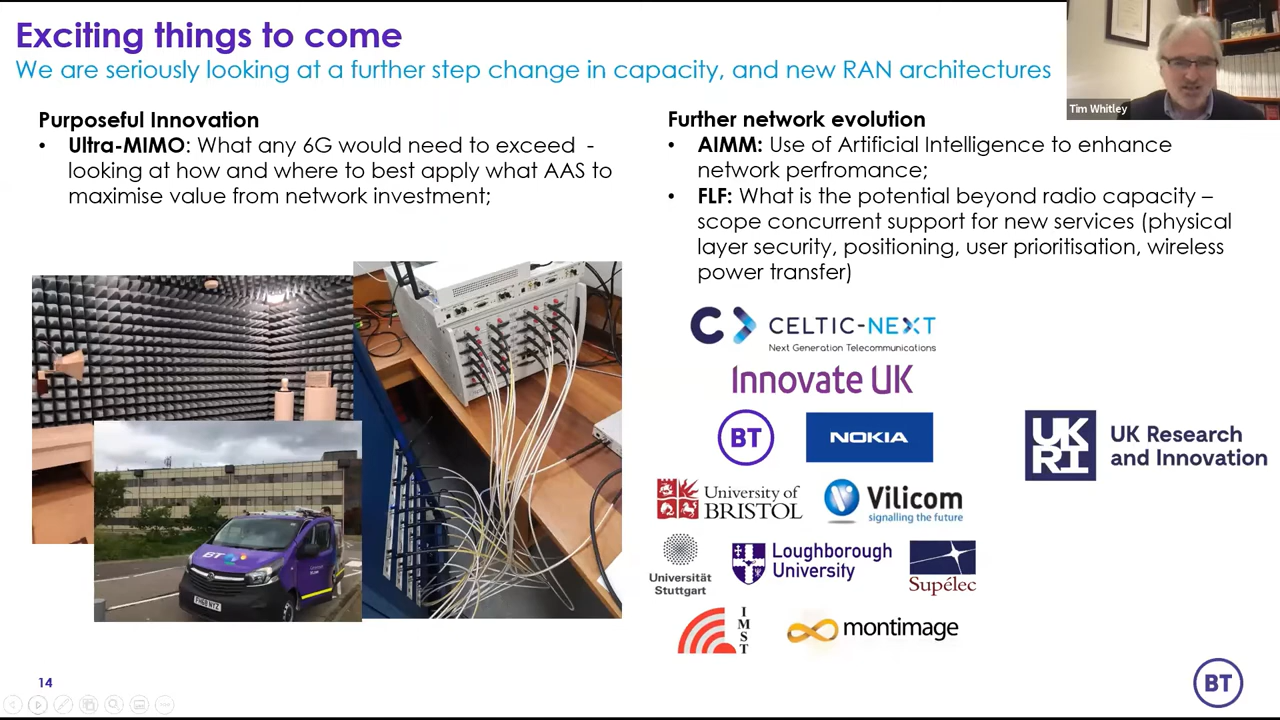 Exciting things to come
We are seriously looking at a further step change in capacity, and new RAN architectures
Tim Whitley
Purposeful Innovation
• Ultra-MIMO: What any 6G would need to exceed -
looking at how and where to best apply what AAS to
maximise value from network investment;
Further network evolution
• AIMM: Use of Artificial Intelligence to enhance
network perfromance;
• FLF: What is the potential beyond radio capacity –
scope concurrent support for new services (physical
layer security, positioning, user prioritisation, wireless
power transfer)
CELTIC-NEXT
Next Generation Telecommunications
Innovate UK
BT
NOKIA
UK
RI
UK Research
and Innovation
University of
BRISTOL
Vilicom
signalling the future
Universität
Stuttgart
Loughborough
University
Supélec
IMST
montimage
BT
14
BT